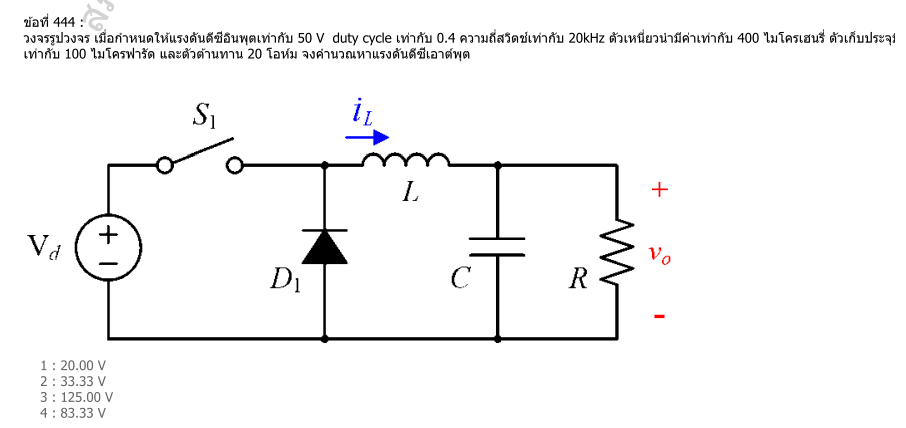 สร
ข้อที่ 444 :
วงจรรูปวงจร เมื่อกำหนดให้แรงดันดีซีอินพุตเท่ากับ 50 V duty cycle เท่ากับ 0.4 ความถี่สวิตช์เท่ากับ 20kHz ตัวเหนี่ยวนำมีค่าเท่ากับ 400 ไมโครเฮนรี่ ตัวเก็บประจุ
เท่ากับ 100 ไมโครฟารัด และตัวต้านทาน 20 โอห์ม จงคำนวณหาแรงดันดีซีเอาต์พุต
S1
iL
L
+
Vd
+
−
D1
C
R
vo
-
1 : 20.00 V
2 : 33.33 V
3 : 125.00 V
4 : 83.33 V